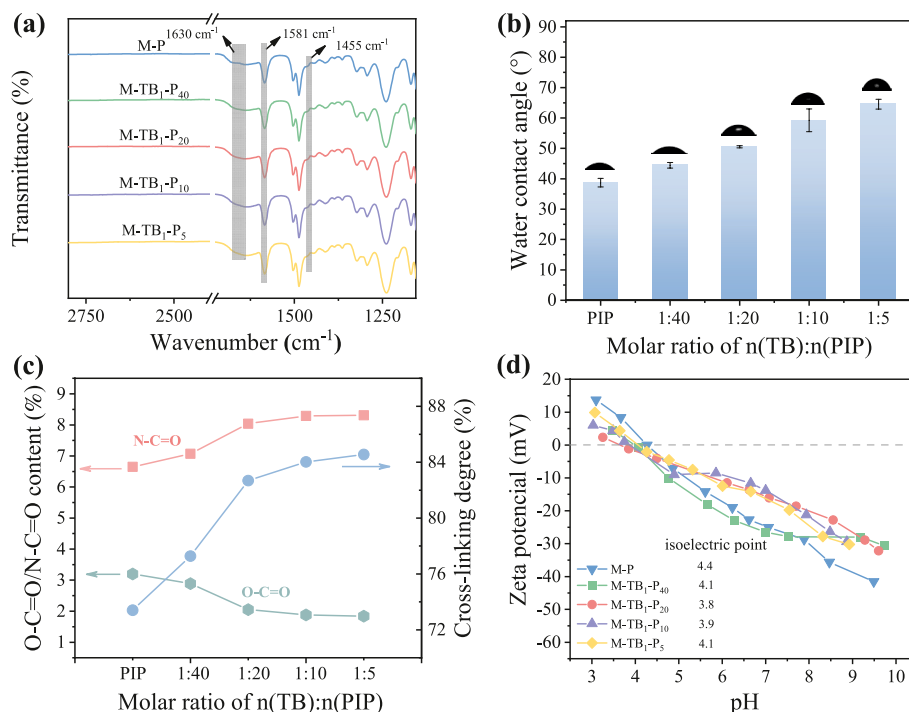 (a)
1630 cm⁻¹
1581 cm⁻¹
1455 cm⁻¹
M-P
M-TB₁-P₄₀
M-TB₁-P₂₀
M-TB₁-P₁₀
M-TB₁-P₅
Transmittance (%)
2750 2500 1500 1250
Wavenumber (cm⁻¹)
(b)
Water contact angle (°)
90
80
70
60
50
40
30
20
10
0
PIP 1:40 1:20 1:10 1:5
Molar ratio of n(TB):n(PIP)
(c)
O-C=O/N-C=O content (%)
9
8
7
6
5
4
3
2
1
N-C=O
O-C=O
88
84
80
76
72
Cross-linking degree (%)
PIP 1:40 1:20 1:10 1:5
Molar ratio of n(TB):n(PIP)
(d)
Zeta potencial (mV)
20
10
0
-10
-20
-30
-40
-50
-60
isoelectric point
M-P 4.4
M-TB₁-P₄₀ 4.1
M-TB₁-P₂₀ 3.8
M-TB₁-P₁₀ 3.9
M-TB₁-P₅ 4.1
3 4 5 6 7 8 9 10
pH